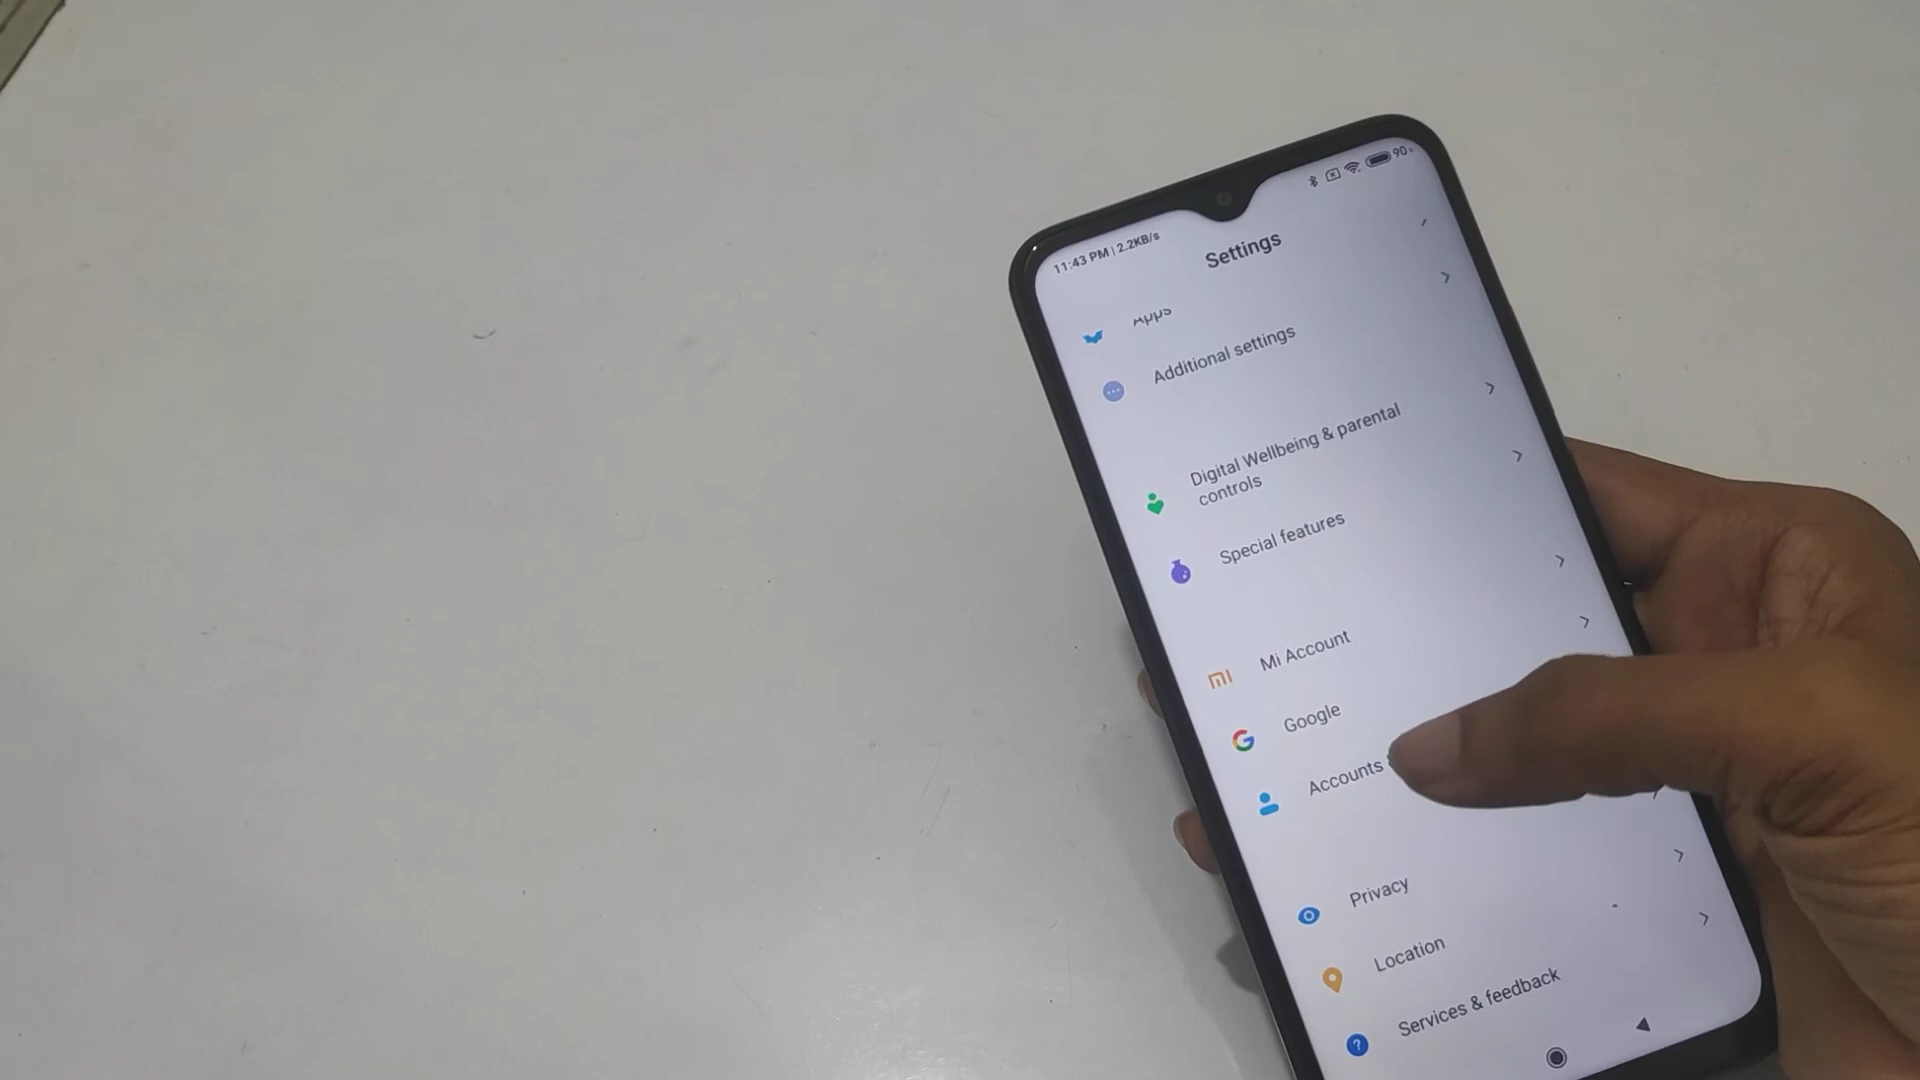 11:43 PM | 2.2KB/s
90
Settings
Apps
Additional settings
Digital Wellbeing & parental
controls
Special features
Mi Account
Google
Accounts
Privacy
Location
Services & feedback